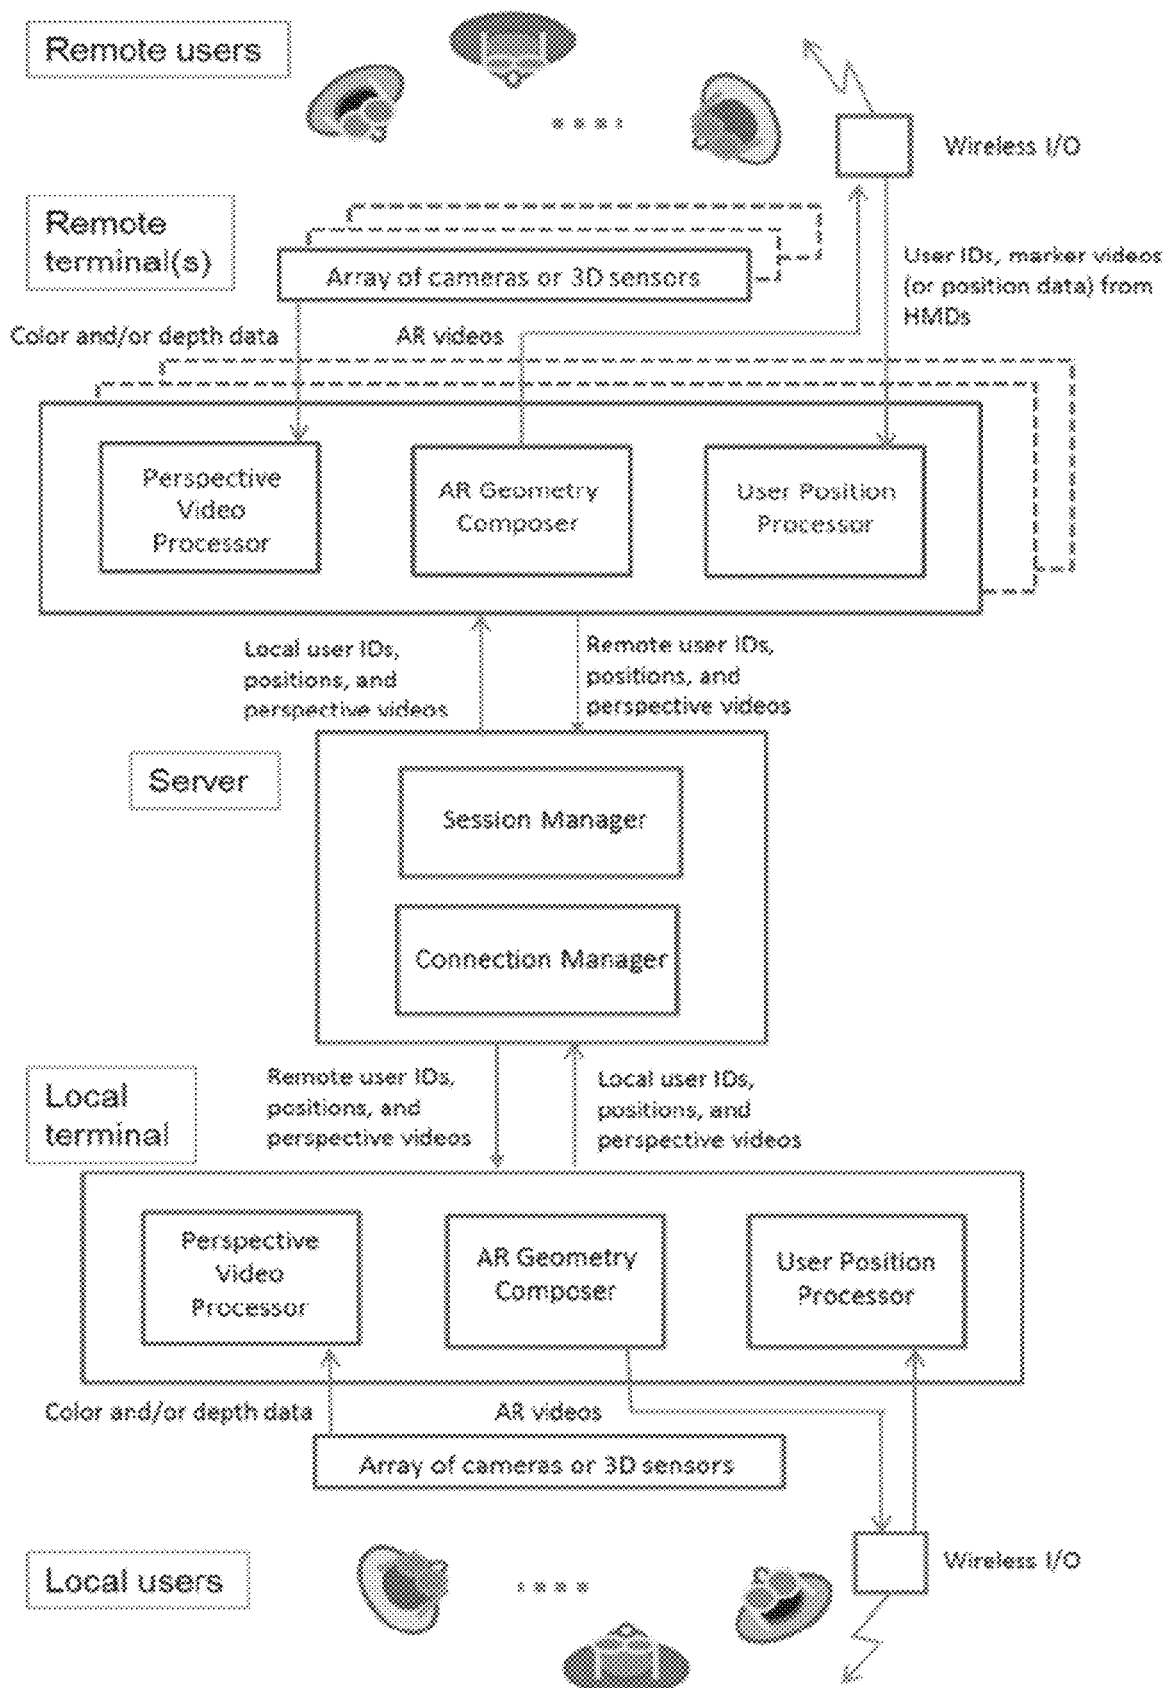 Remote users
Wireless I/O
Remote
terminal(s)
Array of cameras or 3D sensors
User IDs, marker videos
(or position data) from
HMDs
Color and/or depth data
AR videos
Perspective
Video
Processor
AR Geometry
Composer
User Position
Processor
Local user IDs,
positions, and
perspective videos
Remote user IDs,
positions, and
perspective videos
Server
Session Manager
Connection Manager
Local
terminal
Remote user IDs,
positions, and
perspective videos
Local user IDs,
positions, and
perspective videos
Perspective
Video
Processor
AR Geometry
Composer
User Position
Processor
Color and/or depth data
AR videos
Array of cameras or 3D sensors
Wireless I/O
Local users